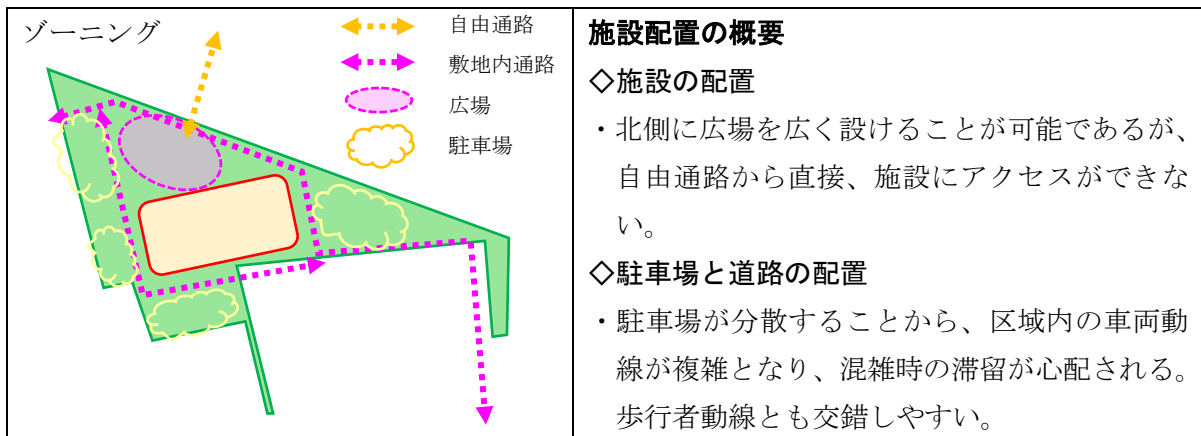 ゾーニング
自由通路
敷地内通路
広場
駐車場
施設配置の概要
◇施設の配置
・北側に広場を広く設けることが可能であるが、
自由通路から直接、施設にアクセスができな
い。
◇駐車場と道路の配置
・駐車場が分散することから、区域内の車両動
線が複雑となり、混雑時の滞留が心配される。
歩行者動線とも交錯しやすい。